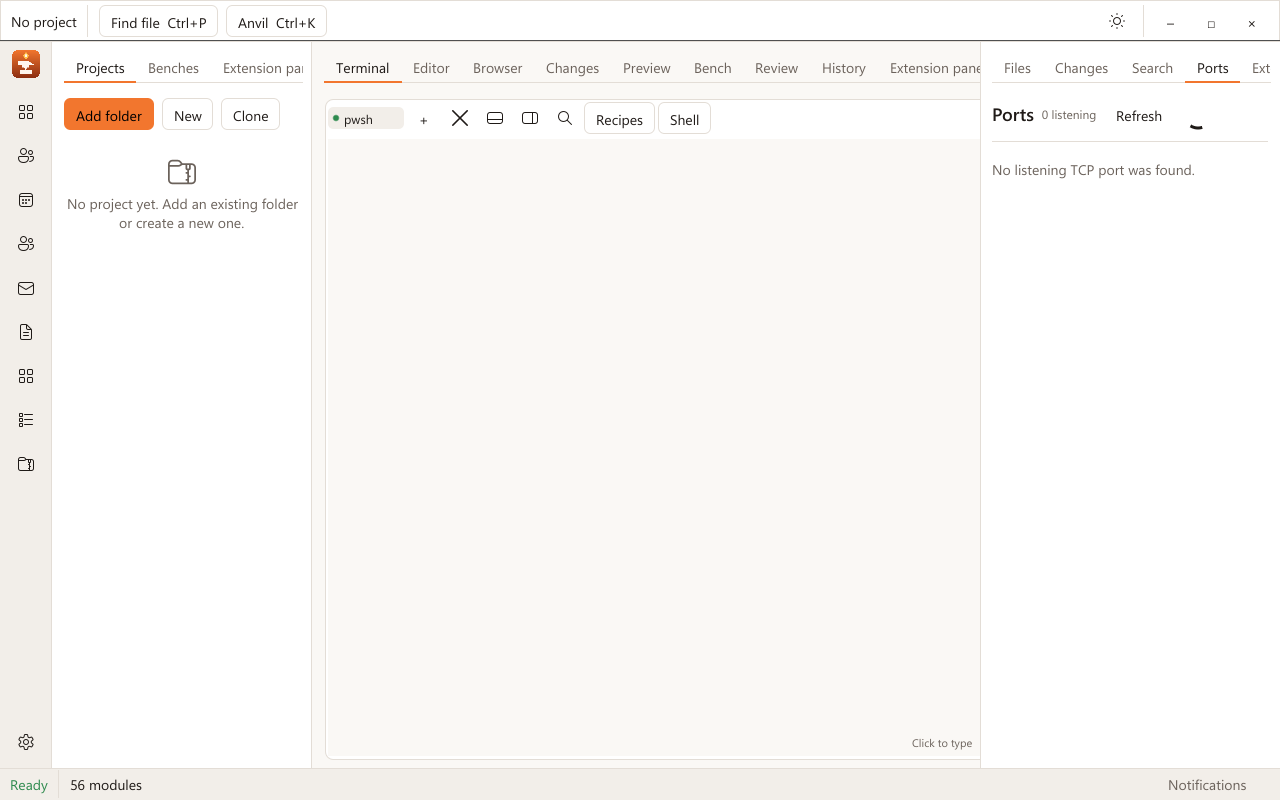 No project
Find file Ctrl+P
Anvil Ctrl+K
Projects
Benches
Extension par
Add folder
New
Clone
No project yet. Add an existing folder
or create a new one.
Terminal
Editor
Browser
Changes
Preview
Bench
Review
History
Extension pane
pwsh
+
Recipes
Shell
Click to type
Files
Changes
Search
Ports
Ext
Ports
0 listening
Refresh
No listening TCP port was found.
Ready
56 modules
Notifications